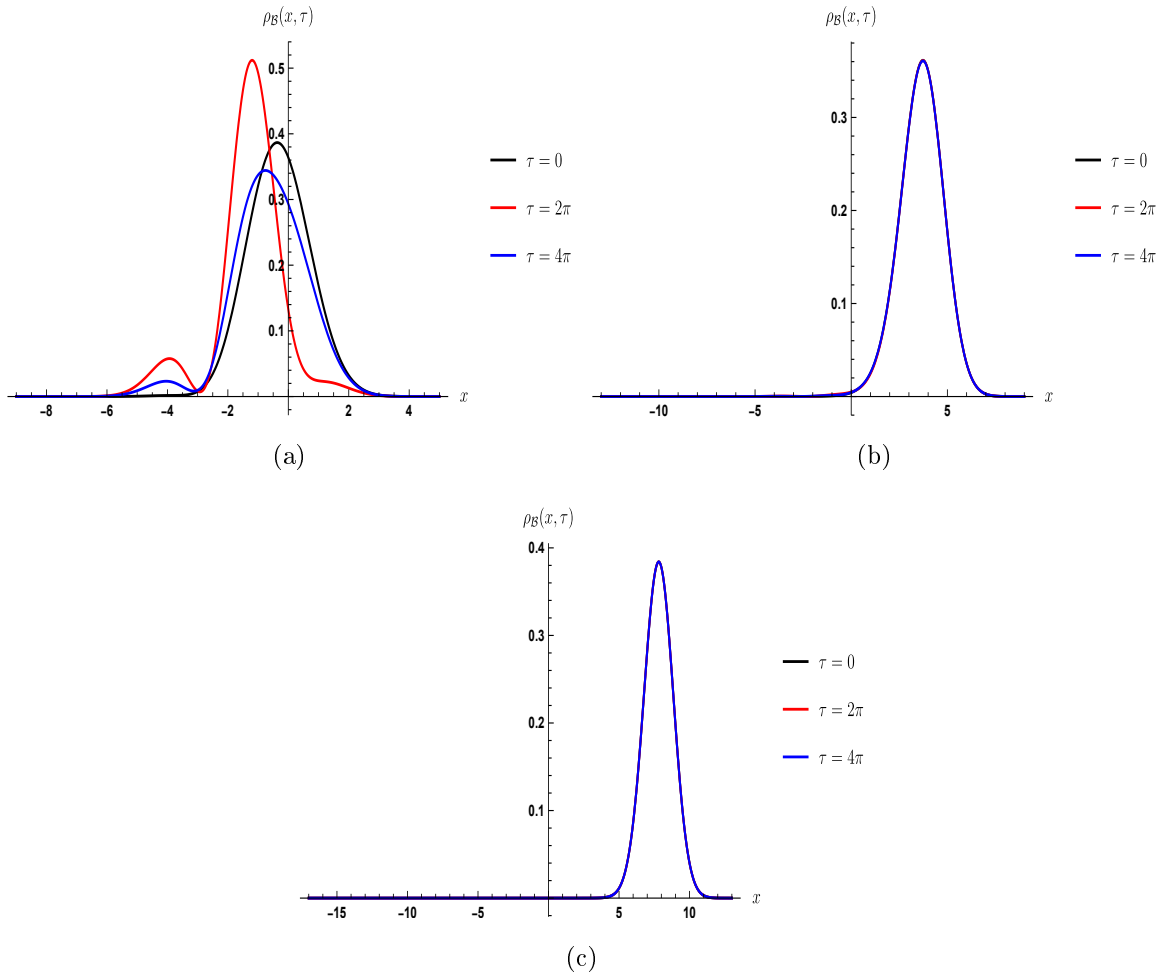 ρ_B(x, τ)
0.5
0.4
0.3
0.2
0.1
−8 −6 −4 −2 2 4 x
τ = 0
τ = 2π
τ = 4π
(a)
ρ_B(x, τ)
0.3
0.2
0.1
−10 −5 5 x
τ = 0
τ = 2π
τ = 4π
(b)
ρ_B(x, τ)
0.4
0.3
0.2
0.1
−15 −10 −5 5 10 x
τ = 0
τ = 2π
τ = 4π
(c)